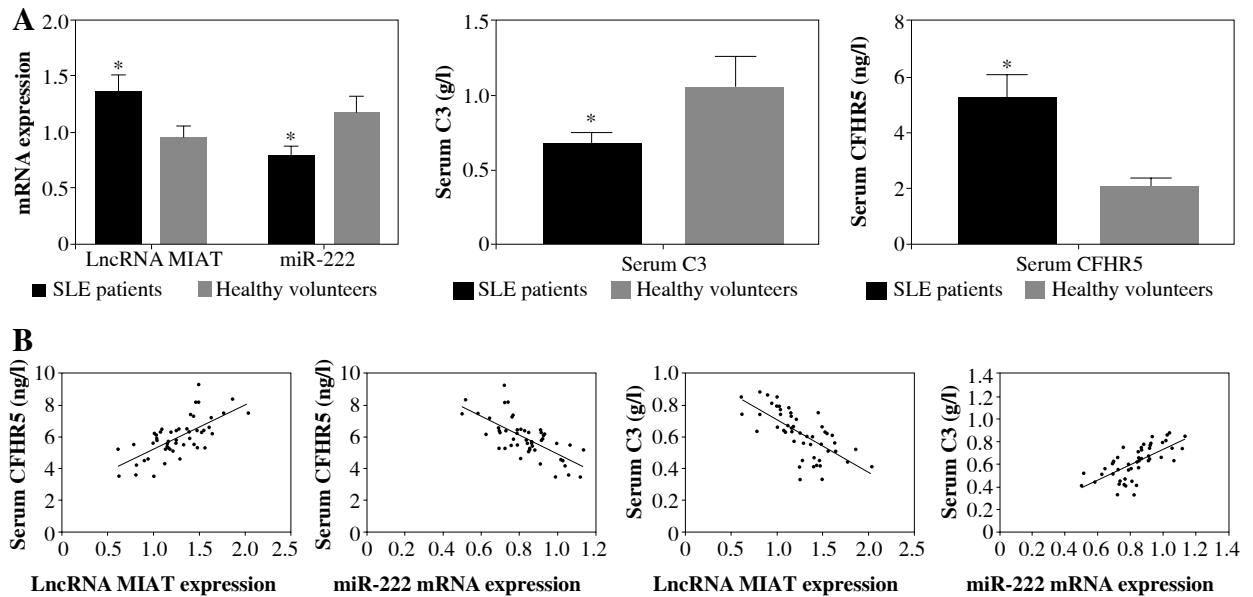 A
mRNA expression
2.0
1.5
1.0
0.5
0
*
*
LncRNA MIAT miR-222
SLE patients Healthy volunteers
Serum C3 (g/l)
1.5
1.0
0.5
0
*
Serum C3
SLE patients Healthy volunteers
Serum CFHR5 (ng/l)
8
6
4
2
0
*
Serum CFHR5
SLE patients Healthy volunteers
B
Serum CFHR5 (ng/l)
10
8
6
4
2
0
0 0.5 1.0 1.5 2.0 2.5
LncRNA MIAT expression
Serum CFHR5 (ng/l)
10
8
6
4
2
0
0 0.2 0.4 0.6 0.8 1.0 1.2
miR-222 mRNA expression
Serum C3 (g/l)
1.0
0.8
0.6
0.4
0.2
0
0 0.5 1.0 1.5 2.0 2.5
LncRNA MIAT expression
Serum C3 (g/l)
1.4
1.2
1.0
0.8
0.6
0.4
0.2
0
0 0.2 0.4 0.6 0.8 1.0 1.2 1.4
miR-222 mRNA expression